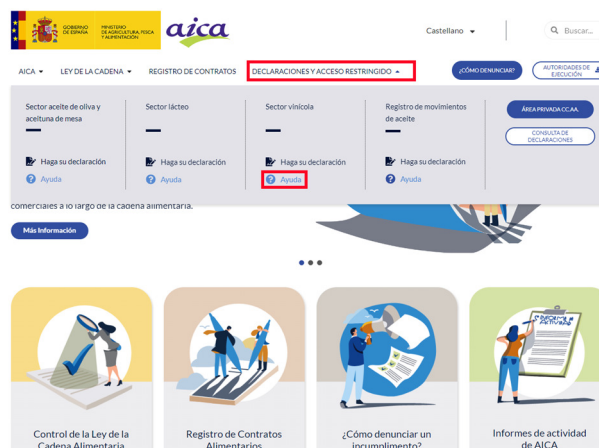 GOBIERNO
DE ESPAÑA
MINISTERIO
DE AGRICULTURA, PESCA
Y ALIMENTACIÓN
aica
Castellano
Buscar...
AICA
LEY DE LA CADENA
REGISTRO DE CONTRATOS
DECLARACIONES Y ACCESO RESTRINGIDO
¿CÓMO DENUNCIAR?
AUTORIDADES DE
EJECUCIÓN
Sector aceite de oliva y
aceituna de mesa
Haga su declaración
Ayuda
Sector lácteo
Haga su declaración
Ayuda
Sector vinícola
Haga su declaración
Ayuda
Registro de movimientos
de aceite
Haga su declaración
Ayuda
ÁREA PRIVADA CC.AA.
CONSULTA DE
DECLARACIONES
comerciales a lo largo de la cadena alimentaria.
Más Información
INFORME
ACTIVIDAD
Control de la Ley de la
Cadena Alimentaria
Registro de Contratos
Alimentarios
¿Cómo denunciar un
incumplimento?
Informes de actividad
de AICA